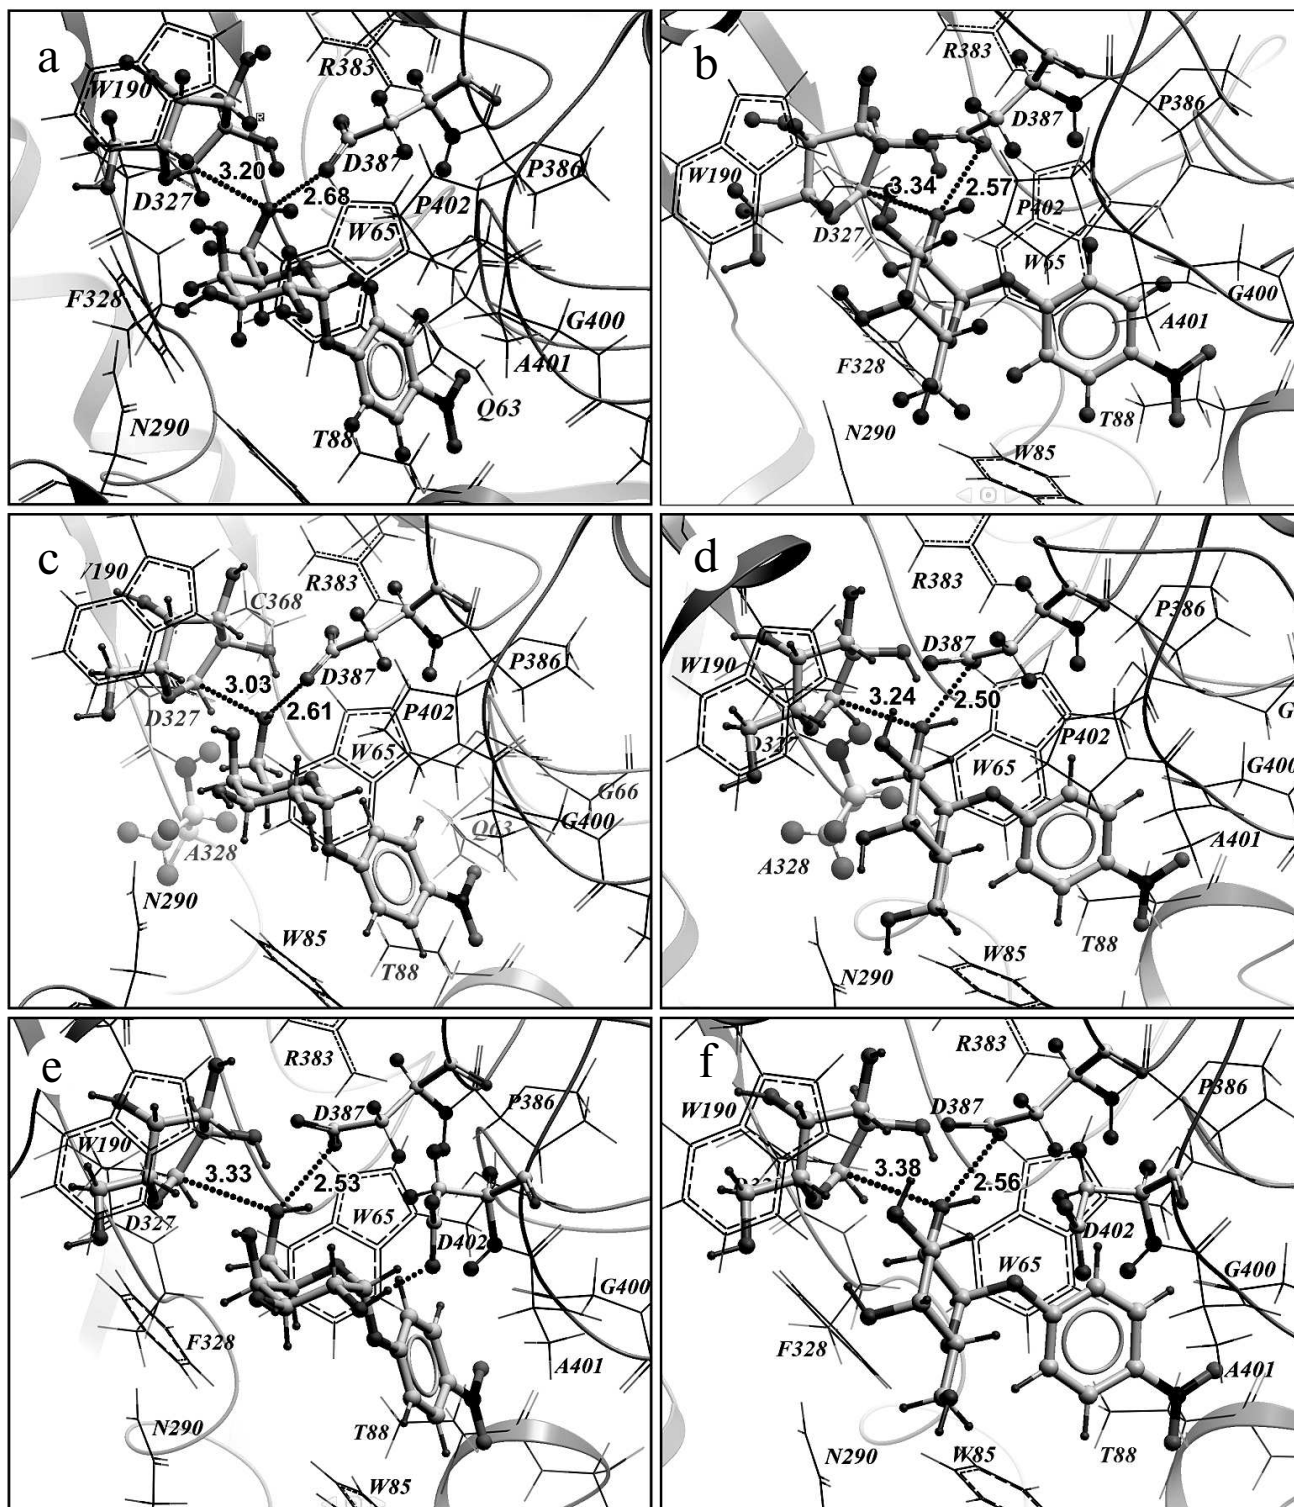 a
W190
R383
R
D387
3.20
2.68
D327
P386
P402
W65
F328
G400
A401
Q63
N290
T88
b
R383
P386
D387
W190
3.34
2.57
P402
D327
W65
G400
A401
F328
T88
N290
W85
c
R383
C368
D387
P386
3.03
2.61
D327
P402
W65
G66
G400
Q63
A328
N290
W85
T88
d
R383
P386
D387
W190
3.24
2.50
P402
W65
G400
A401
A328
T88
W85
N290
e
R383
P386
D387
W190
3.33
2.53
D327
W65
D402
G400
F328
A401
N290
T88
W85
f
R383
P386
W190
D387
3.38
2.56
D402
W65
G400
F328
A401
N290
W85
T88